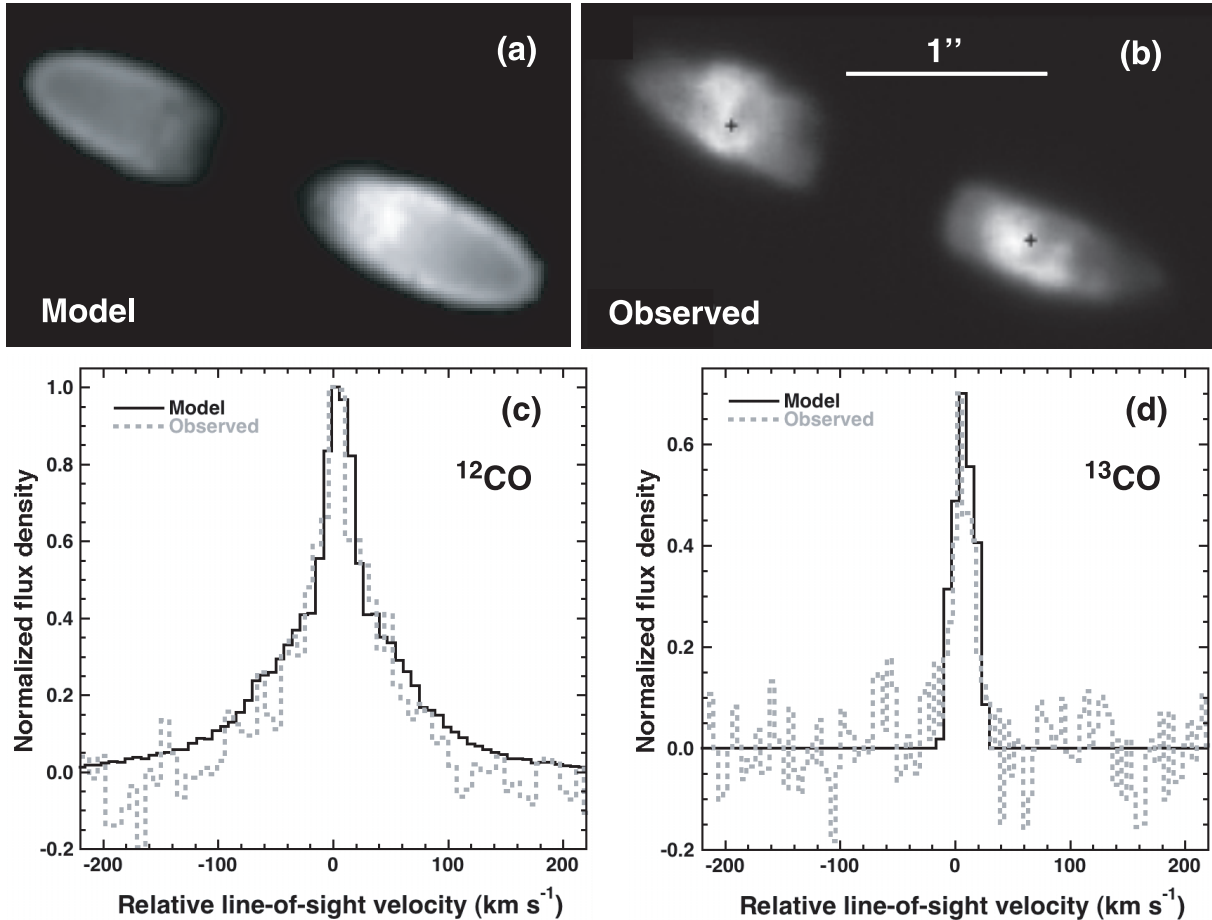 (a)
Model
1”
(b)
Observed
1.0
0.8
0.6
0.4
0.2
0.0
-0.2
Normalized flux density
Model
Observed
(c)
¹²CO
-200
-100
0
100
200
Relative line-of-sight velocity (km s⁻¹)
0.6
0.4
0.2
0.0
-0.2
Normalized flux density
Model
Observed
(d)
¹³CO
-200
-100
0
100
200
Relative line-of-sight velocity (km s⁻¹)